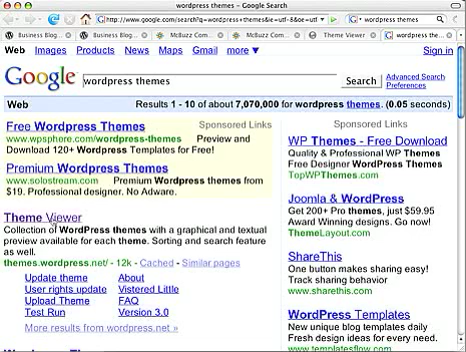 wordpress themes - Google Search
http://www.google.com/search?q=wordpress+themes&ie=utf-8&oe=utf
wordpress themes
Business Blog...
Business Blog...
McBuzz Com...
McBuzz Com...
Theme Viewer
wordpress the...
Web Images Products News Maps Gmail more ▼
Sign in
Google
wordpress themes
Search
Advanced Search
Preferences
Web
Results 1 - 10 of about 7,070,000 for wordpress themes. (0.05 seconds)
Free Wordpress Themes
Sponsored Links
www.wpsphere.com/wordpress-themes Preview and
Download 120+ Wordpress Templates for Free!
Premium Wordpress Themes
www.solostream.com Premium Wordpress themes from
$19. Professional designer. No Adware.
Theme Viewer
Collection of WordPress themes with a graphical and textual
preview available for each theme. Sorting and search feature
as well.
themes.wordpress.net/ - 12k - Cached - Similar pages
Update theme About
User rights update Vistered Little
Upload Theme FAQ
Test Run Version 3.0
More results from wordpress.net »
Sponsored Links
WP Themes - Free Download
Quality & Professional WP Themes
Free Designer WordPress Themes
TopWPThemes.com
Joomla & WordPress
Get 200+ Pro themes, just $59.95
Award Winning designs. Go now!
ThemeLayout.com
ShareThis
One button makes sharing easy!
Track sharing behavior
www.sharethis.com
WordPress Templates
New unique blog templates daily
Fresh design ideas for every need.
www.templatesflow.com